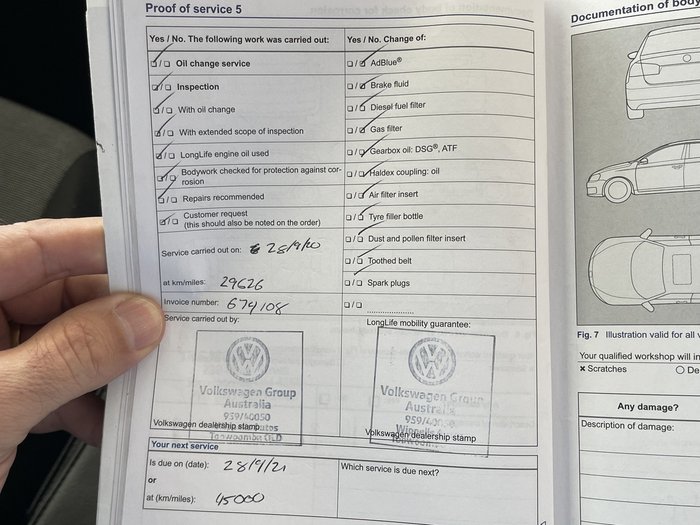 Proof of service 5
Yes / No. The following work was carried out:
Oil change service
Inspection
With oil change
With extended scope of inspection
LongLife engine oil used
Bodywork checked for protection against cor-
rosion
Repairs recommended
Customer request
(this should also be noted on the order)
Service carried out on: 28/9/20
at km/miles: 29626
Invoice number: 679108
Service carried out by:
Volkswagen Group
Australia
959/40050
Volkswagen dealership stamp
Yes / No. Change of:
AdBlue®
Brake fluid
Diesel fuel filter
Gas filter
Gearbox oil: DSG®, ATF
Haldex coupling: oil
Air filter insert
Tyre filler bottle
Dust and pollen filter insert
Toothed belt
Spark plugs
LongLife mobility guarantee:
Volkswagen Group
Volkswagen dealership stamp
Your next service
Is due on (date): 28/9/21
or
at (km/miles): 45000
Which service is due next?
Documentation of body
Fig. 7 Illustration valid for all
Your qualified workshop will in
x Scratches
De
Any damage?
Description of damage: